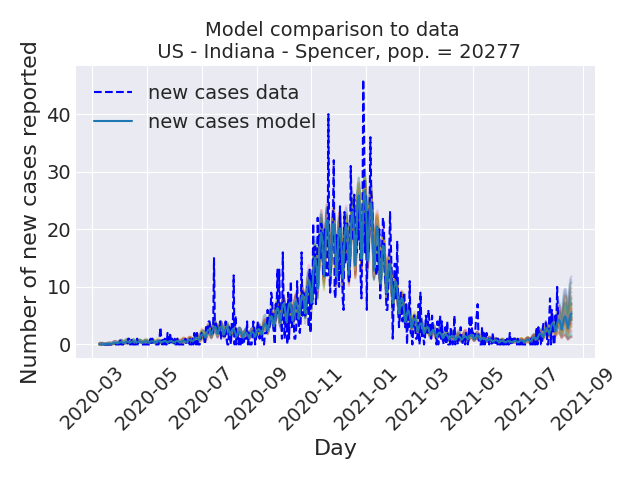 Model comparison to data
US - Indiana - Spencer, pop. = 20277
Number of new cases reported
new cases data
new cases model
40
30
20
10
0
2020-03
2020-05
2020-07
2020-09
2020-11
2021-01
2021-03
2021-05
2021-07
2021-09
Day